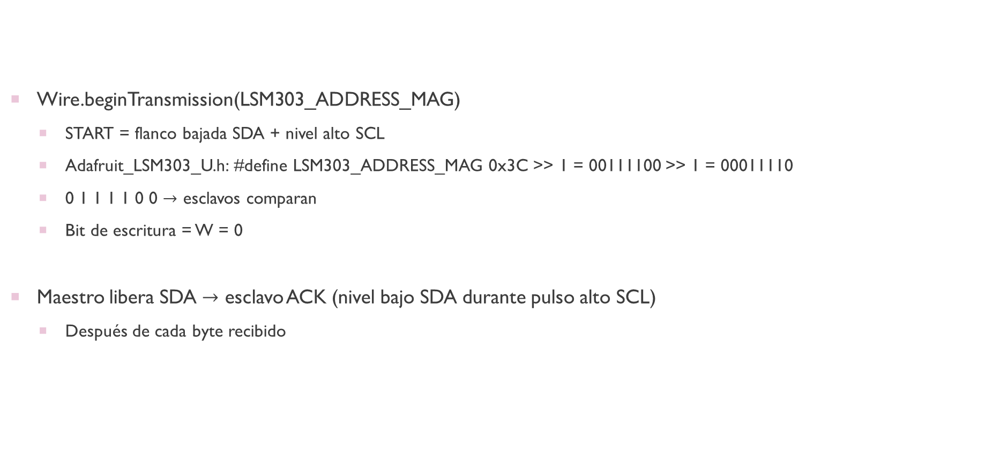 Wire.beginTransmission(LSM303_ADDRESS_MAG)
START = flanco bajada SDA + nivel alto SCL
Adafruit_LSM303_U.h: #define LSM303_ADDRESS_MAG 0x3C >> 1 = 00111100 >> 1 = 00011110
0 1 1 1 1 0 0 → esclavos comparan
Bit de escritura = W = 0
Maestro libera SDA → esclavo ACK (nivel bajo SDA durante pulso alto SCL)
Después de cada byte recibido